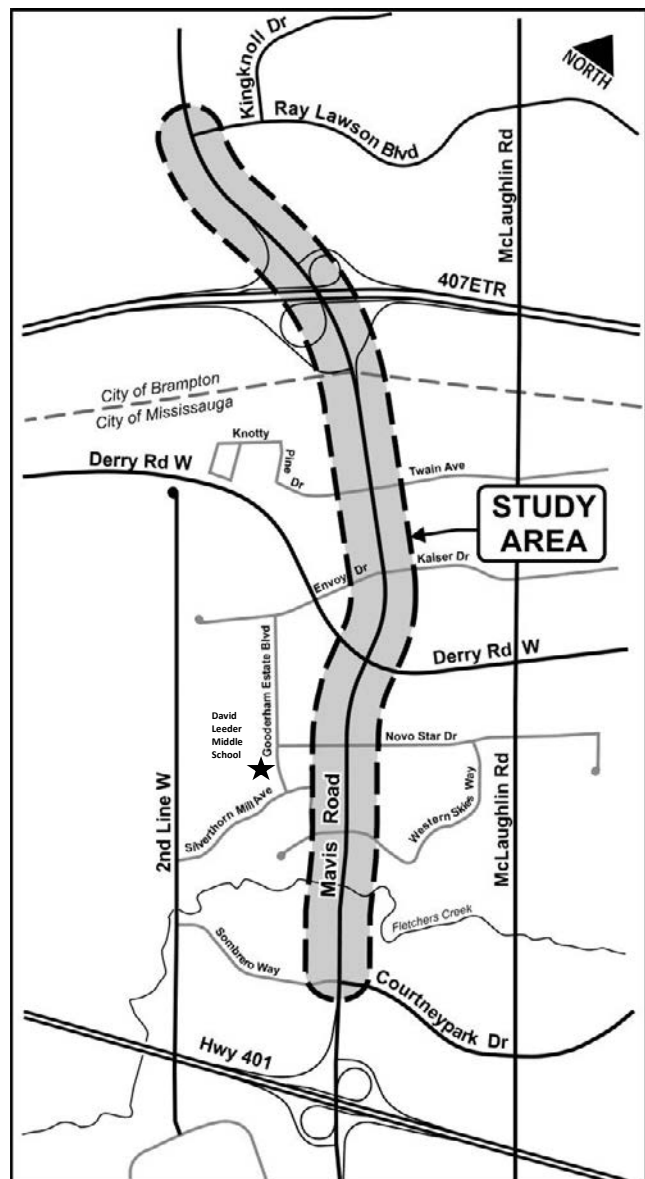 Kingknoll Dr
NORTH
Ray Lawson Blvd
McLaughlin Rd
407ETR
City of Brampton
City of Mississauga
Knotty
Pine
Dr
Derry Rd W
Twain Ave
STUDY
AREA
Envoy Dr
Kaiser Dr
Gooderham Estate Blvd
Derry Rd W
David
Leeder
Middle
School
Novo Star Dr
2nd Line W
Silverthorn Mill Ave
Mavis Road
Western Skies Way
McLaughlin Rd
Fletchers Creek
Sombrero Way
Courtneypark Dr
Hwy 401